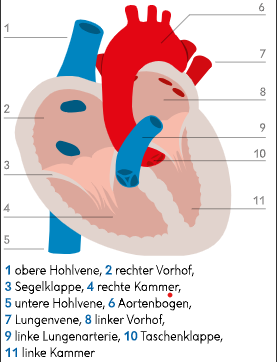 1
2
3
4
5
6
7
8
9
10
11
1 obere Hohlvene, 2 rechter Vorhof,
3 Segelklappe, 4 rechte Kammer,
5 untere Hohlvene, 6 Aortenbogen,
7 Lungenvene, 8 linker Vorhof,
9 linke Lungenarterie, 10 Taschenklappe,
11 linke Kammer